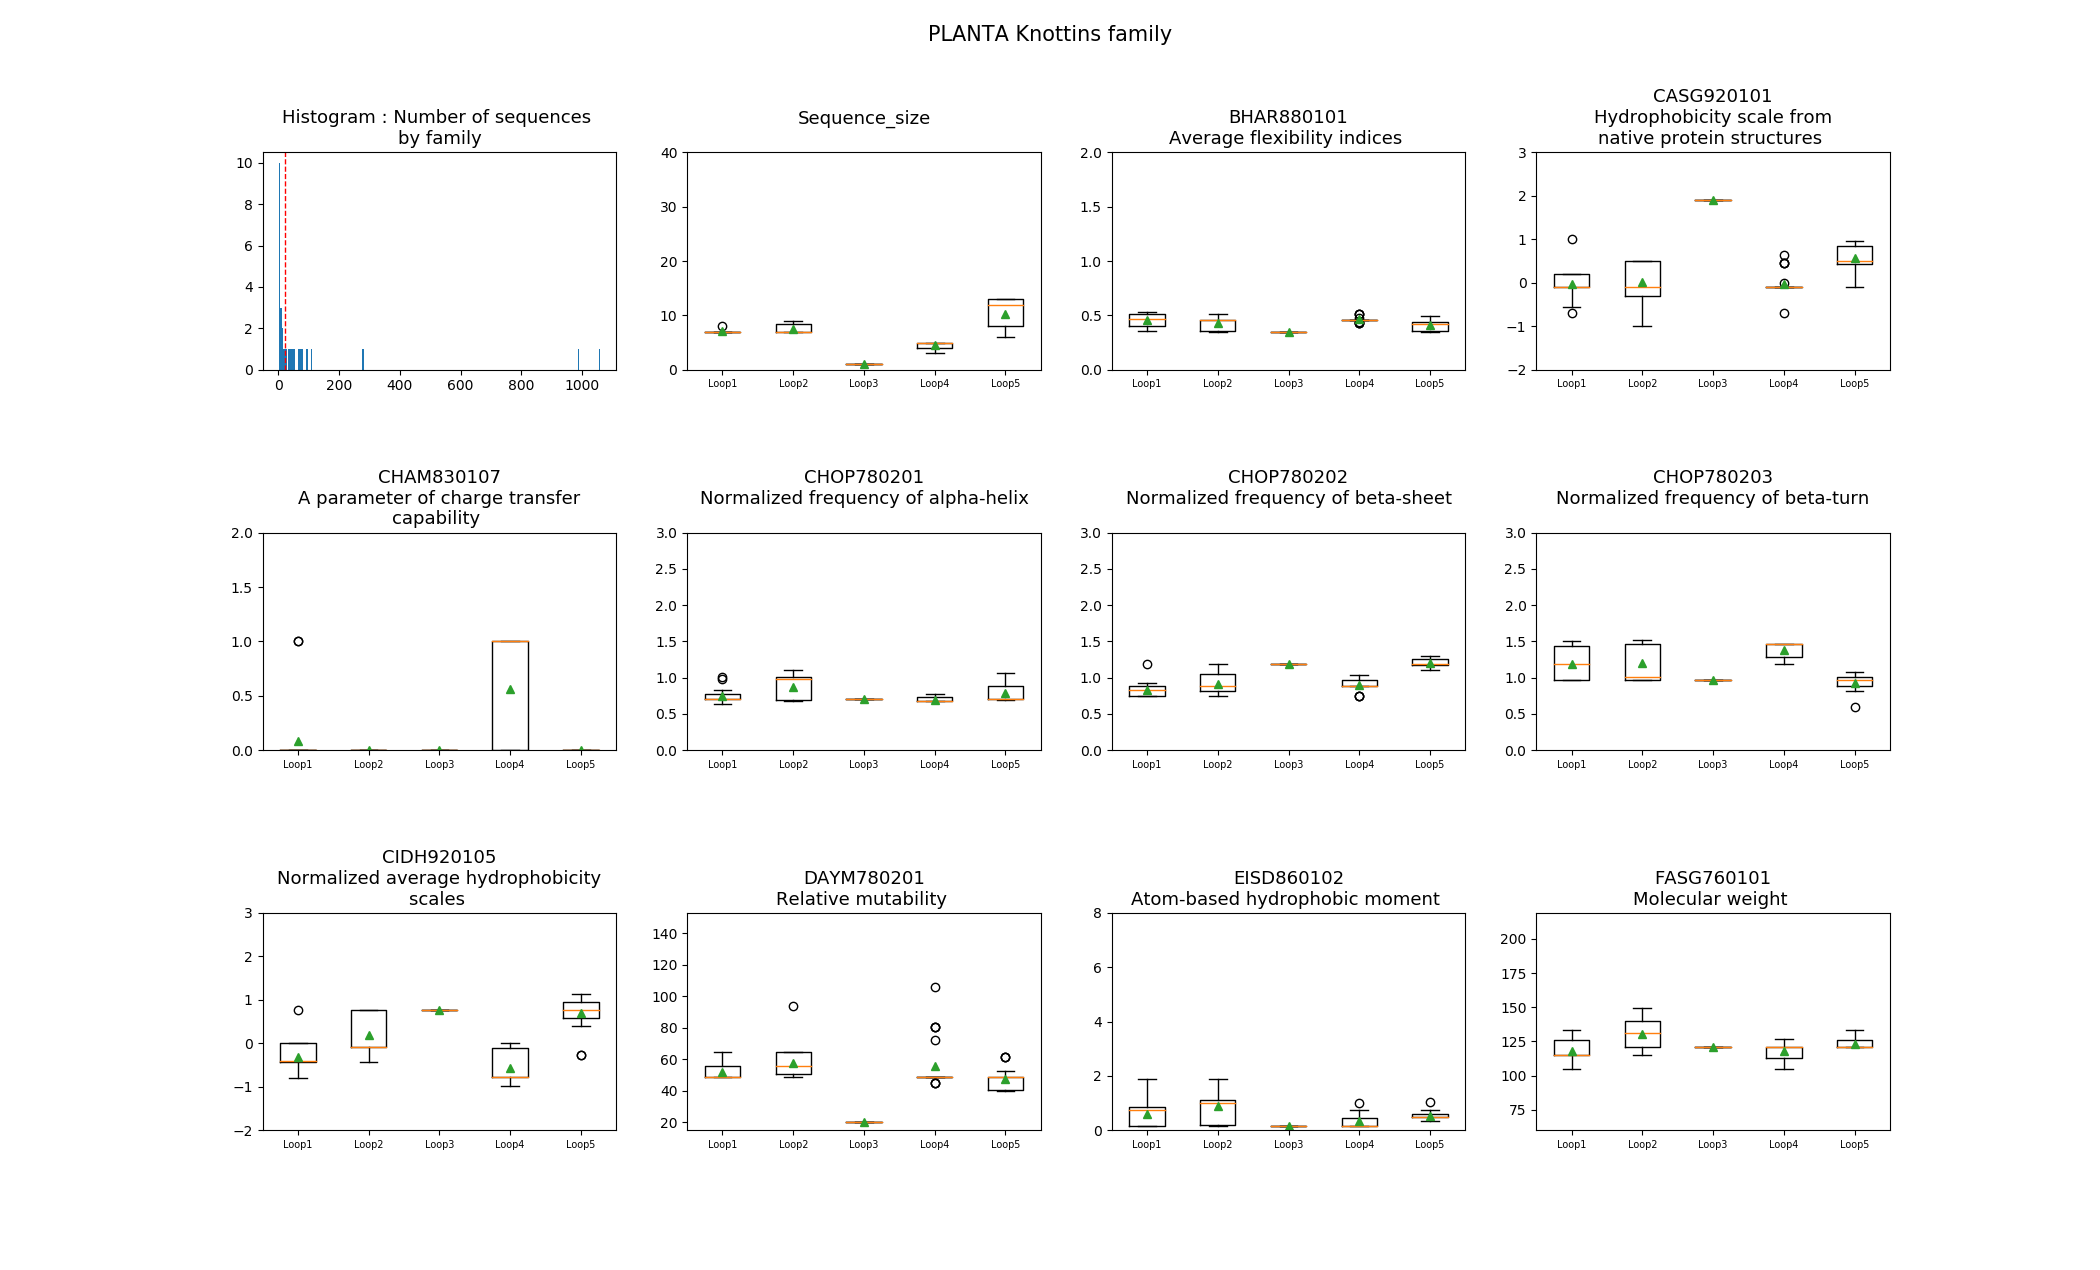 PLANTA Knottins family
Histogram : Number of sequences
by family
10
8
6
4
2
0
0 200 400 600 800 1000
Sequence_size
40
30
20
10
0
Loop1 Loop2 Loop3 Loop4 Loop5
BHAR880101
Average flexibility indices
2.0
1.5
1.0
0.5
0.0
Loop1 Loop2 Loop3 Loop4 Loop5
CASG920101
Hydrophobicity scale from
native protein structures
3
2
1
0
−1
−2
Loop1 Loop2 Loop3 Loop4 Loop5
CHAM830107
A parameter of charge transfer
capability
2.0
1.5
1.0
0.5
0.0
Loop1 Loop2 Loop3 Loop4 Loop5
CHOP780201
Normalized frequency of alpha-helix
3.0
2.5
2.0
1.5
1.0
0.5
0.0
Loop1 Loop2 Loop3 Loop4 Loop5
CHOP780202
Normalized frequency of beta-sheet
3.0
2.5
2.0
1.5
1.0
0.5
0.0
Loop1 Loop2 Loop3 Loop4 Loop5
CHOP780203
Normalized frequency of beta-turn
3.0
2.5
2.0
1.5
1.0
0.5
0.0
Loop1 Loop2 Loop3 Loop4 Loop5
CIDH920105
Normalized average hydrophobicity
scales
3
2
1
0
−1
−2
Loop1 Loop2 Loop3 Loop4 Loop5
DAYM780201
Relative mutability
140
120
100
80
60
40
20
Loop1 Loop2 Loop3 Loop4 Loop5
EISD860102
Atom-based hydrophobic moment
8
6
4
2
0
Loop1 Loop2 Loop3 Loop4 Loop5
FASG760101
Molecular weight
200
175
150
125
100
75
Loop1 Loop2 Loop3 Loop4 Loop5